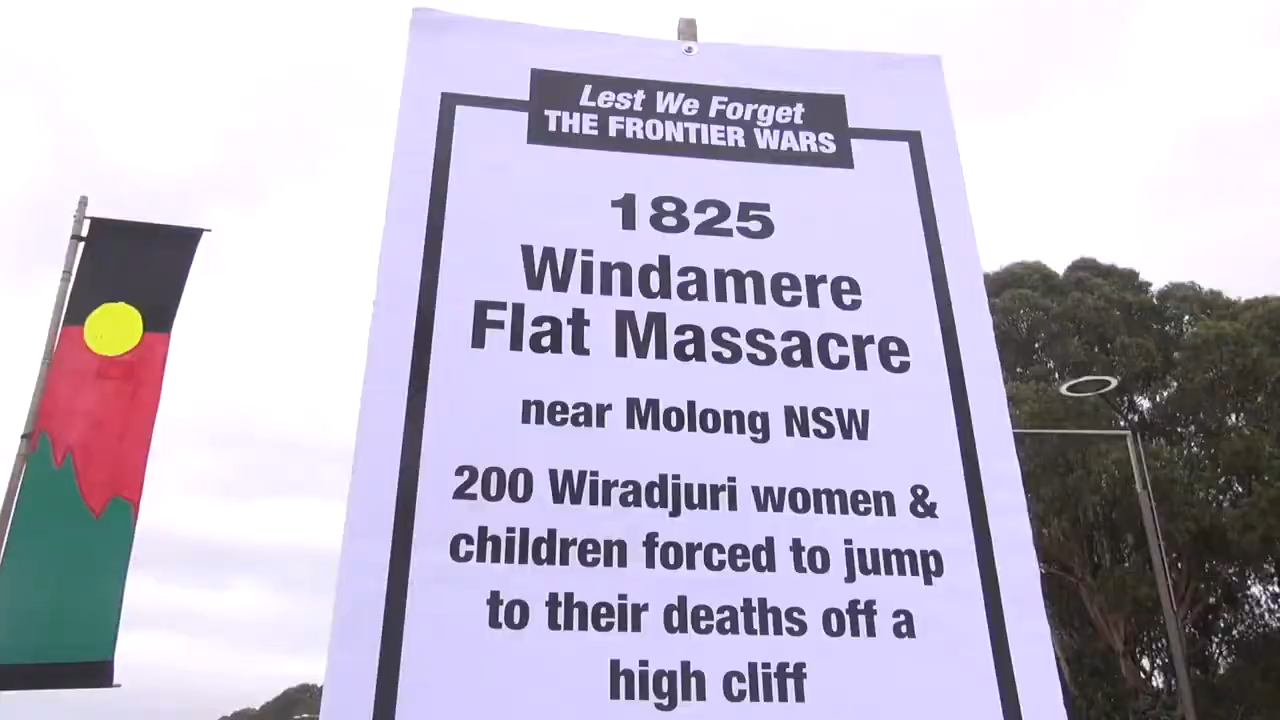 Lest We Forget
THE FRONTIER WARS
1825
Windamere
Flat Massacre
near Molong NSW
200 Wiradjuri women &
children forced to jump
to their deaths off a
high cliff